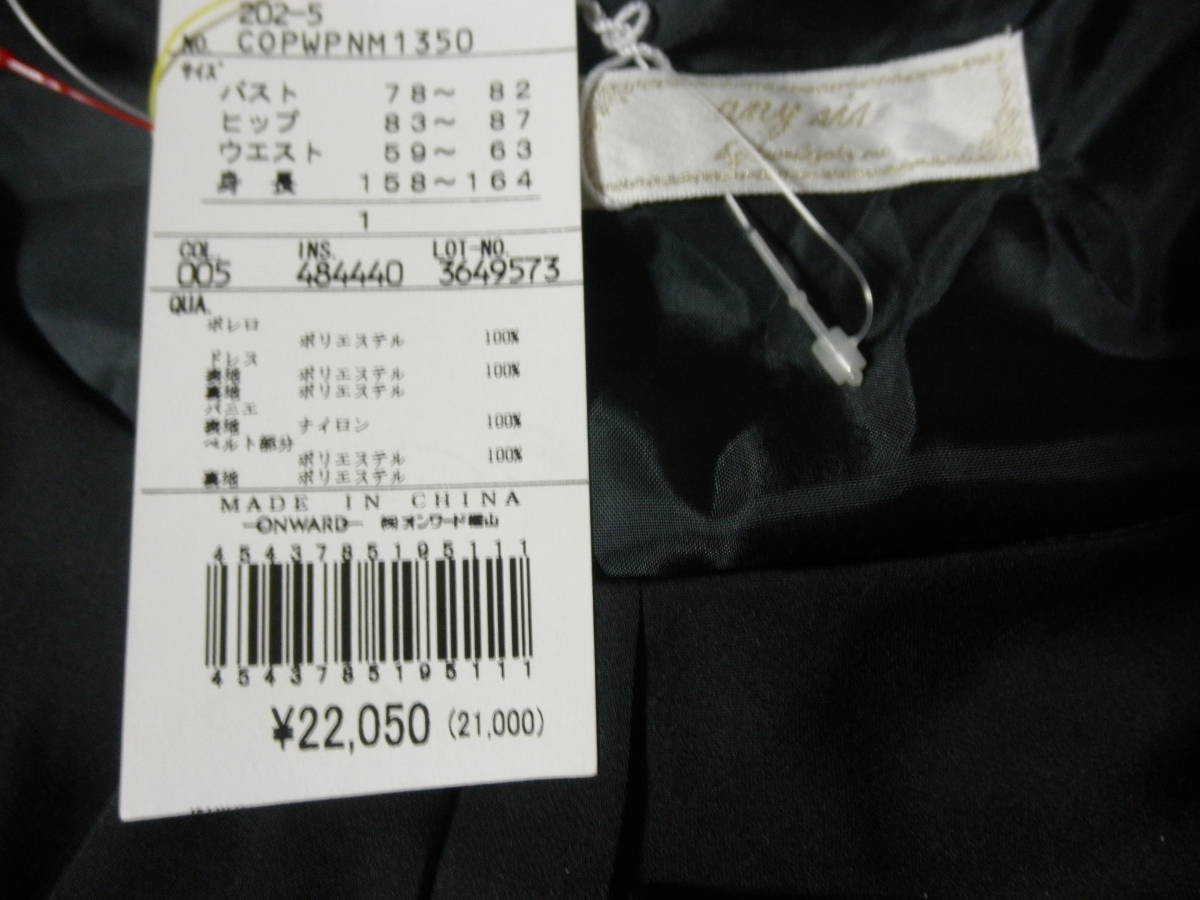 202-5
NO. COPWPNM1350
サイズ
バスト 78～ 82
ヒップ 83～ 87
ウエスト 59～ 63
身長 158～164
1
COL. INS. LOT-NO.
005 484440 3649573
QUA.
ボレロ
ポリエステル 100%
ドレス
表地 ポリエステル 100%
裏地 ポリエステル
パニエ
表地 ナイロン 100%
ベルト部分
ポリエステル 100%
裏地 ポリエステル
MADE IN CHINA
ONWARD ㈱オンワード樫山
4543785195111
4543785195111
¥22,050 (21,000)
any sis